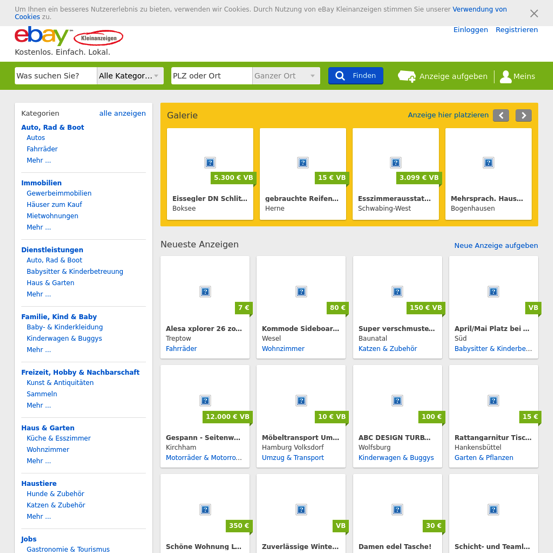 Um Ihnen ein besseres Nutzererlebnis zu bieten, verwenden wir Cookies. Durch Nutzung von eBay Kleinanzeigen stimmen Sie unserer Verwendung von
Cookies zu.
Einloggen Registrieren
ebay Kleinanzeigen
Kostenlos. Einfach. Lokal.
Was suchen Sie? Alle Kategor... PLZ oder Ort Ganzer Ort Finden Anzeige aufgeben Meins
Kategorien alle anzeigen
Auto, Rad & Boot
Autos
Fahrräder
Mehr ...
Immobilien
Gewerbeimmobilien
Häuser zum Kauf
Mietwohnungen
Mehr ...
Dienstleistungen
Auto, Rad & Boot
Babysitter & Kinderbetreuung
Haus & Garten
Mehr ...
Familie, Kind & Baby
Baby- & Kinderkleidung
Kinderwagen & Buggys
Mehr ...
Freizeit, Hobby & Nachbarschaft
Kunst & Antiquitäten
Sammeln
Mehr ...
Haus & Garten
Küche & Esszimmer
Wohnzimmer
Mehr ...
Haustiere
Hunde & Zubehör
Katzen & Zubehör
Mehr ...
Jobs
Gastronomie & Tourismus
Galerie Anzeige hier platzieren
5.300 € VB 15 € VB 3.099 € VB
Eissegler DN Schlit... gebrauchte Reifen... Esszimmerausstat... Mehrsprach. Haus...
Boksee Herne Schwabing-West Bogenhausen
Neueste Anzeigen Neue Anzeige aufgeben
7 € 80 € 150 € VB VB
Alesa xplorer 26 zo... Kommode Sideboar... Super verschmuste... April/Mai Platz bei ...
Treptow Wesel Baunatal Süd
Fahrräder Wohnzimmer Katzen & Zubehör Babysitter & Kinderbe...
12.000 € VB 10 € VB 100 € 15 €
Gespann - Seitenw... Möbeltransport Um... ABC DESIGN TURB... Rattangarnitur Tisc...
Kirchham Hamburg Volksdorf Wolfsburg Hankensbüttel
Motorräder & Motorro... Umzug & Transport Kinderwagen & Buggys Garten & Pflanzen
350 € VB 30 €
Schöne Wohnung L... Zuverlässige Winte... Damen edel Tasche! Schicht- und Teaml...